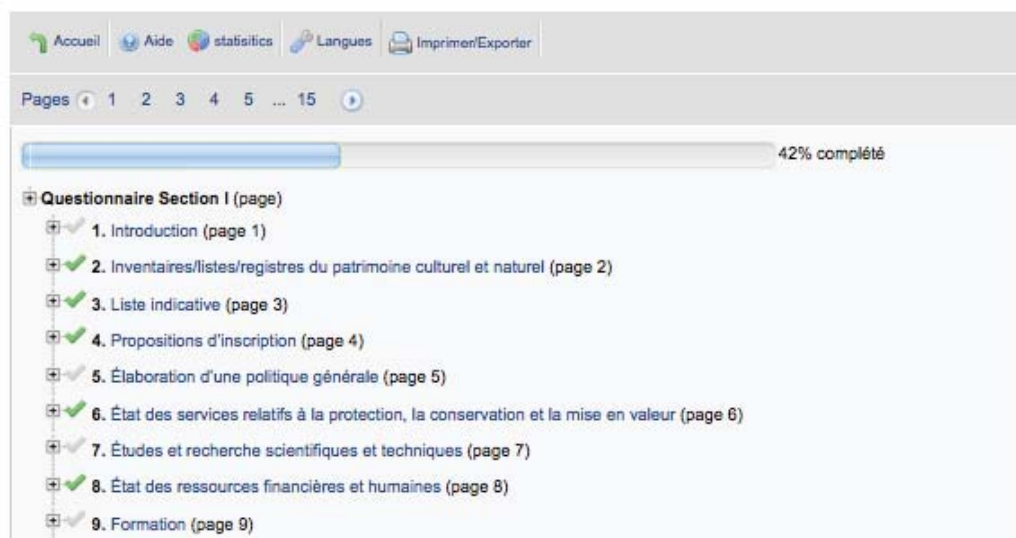 Accueil Aide statisitics Langues Imprimer/Exporter
Pages 1 2 3 4 5 ... 15
42% complété
Questionnaire Section I (page)
1. Introduction (page 1)
2. Inventaires/listes/registres du patrimoine culturel et naturel (page 2)
3. Liste indicative (page 3)
4. Propositions d'inscription (page 4)
5. Élaboration d'une politique générale (page 5)
6. État des services relatifs à la protection, la conservation et la mise en valeur (page 6)
7. Études et recherche scientifiques et techniques (page 7)
8. État des ressources financières et humaines (page 8)
9. Formation (page 9)